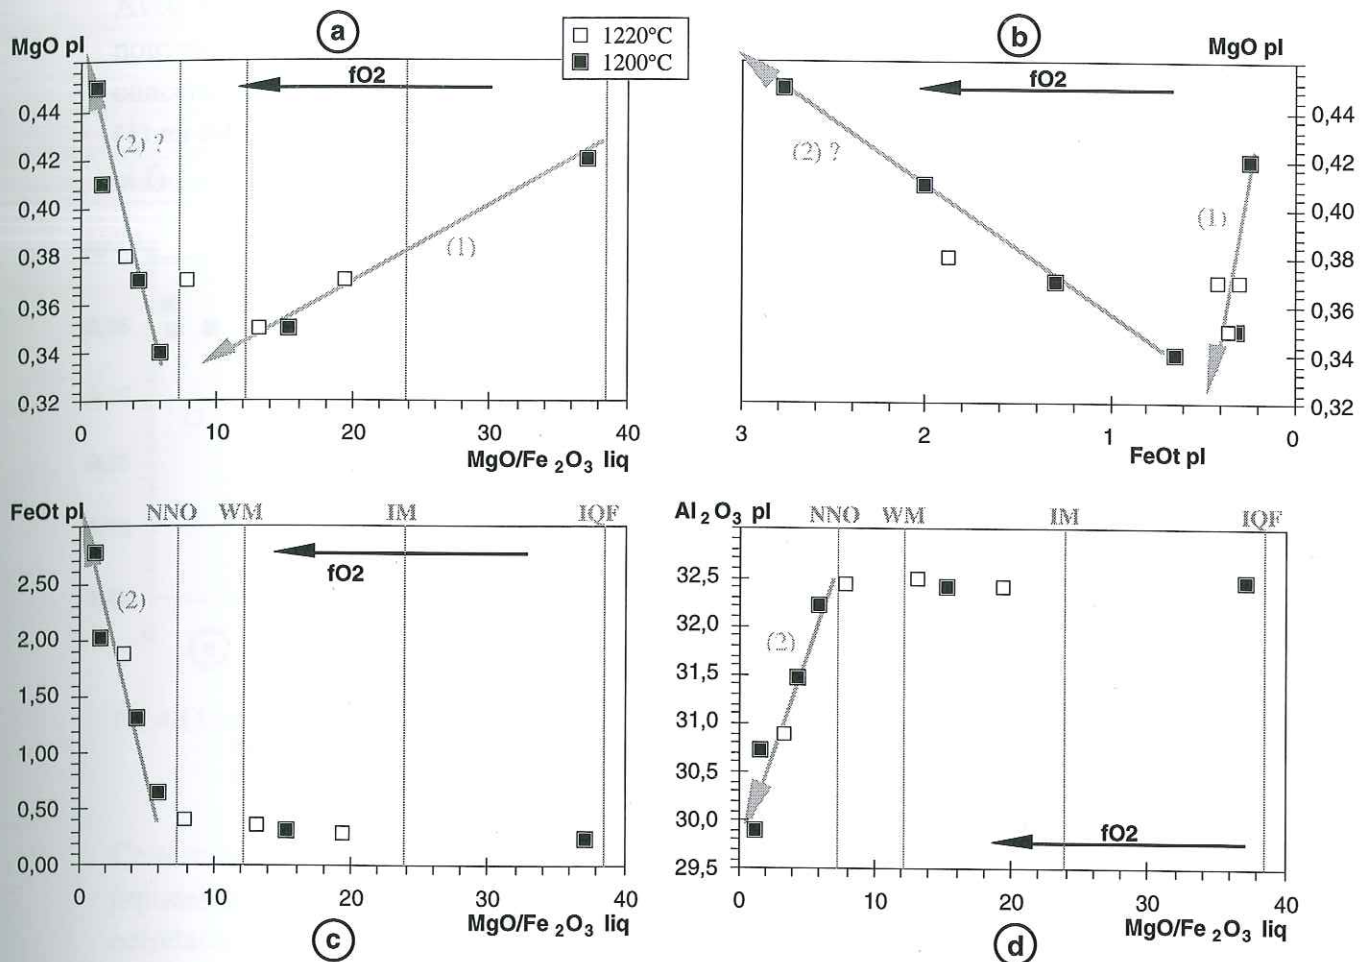 a
MgO pl
1220°C
1200°C
fO2
0,44
0,42
0,40
0,38
0,36
0,34
0,32
(2) ?
(1)
0 10 20 30 40
MgO/Fe2O3 liq
b
MgO pl
fO2
0,44
0,42
0,40
0,38
0,36
0,34
0,32
(2) ?
(1)
3 2 1 0
FeOt pl
FeOt pl
NNO WM IM IQF
fO2
2,50
2,00
1,50
1,00
0,50
0,00
(2)
0 10 20 30 40
MgO/Fe2O3 liq
c
Al2O3 pl
NNO WM IM IQF
32,5
32,0
31,5
31,0
30,5
30,0
29,5
(2)
fO2
0 10 20 30 40
MgO/Fe2O3 liq
d